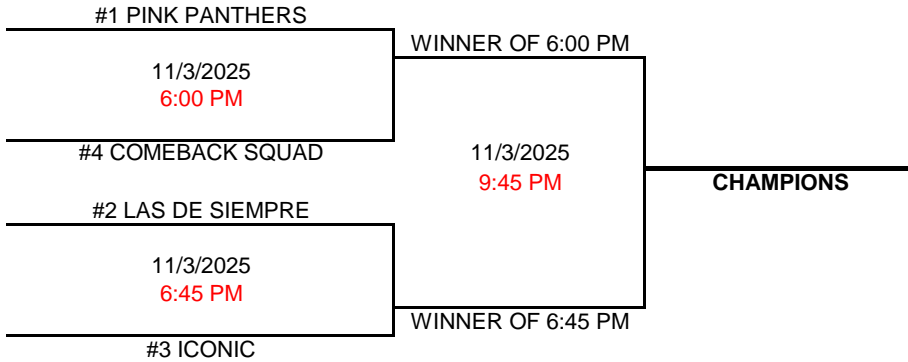 #1 PINK PANTHERS
WINNER OF 6:00 PM
11/3/2025
6:00 PM
#4 COMEBACK SQUAD
11/3/2025
9:45 PM
CHAMPIONS
#2 LAS DE SIEMPRE
11/3/2025
6:45 PM
WINNER OF 6:45 PM
#3 ICONIC